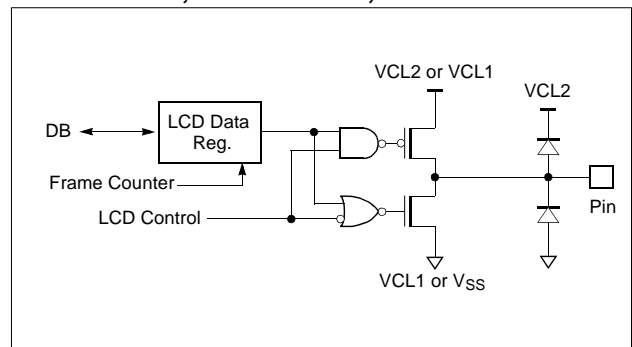 VCL2 or VCL1
VCL2
DB
LCD Data
Reg.
Frame Counter
LCD Control
Pin
VCL1 or VSS